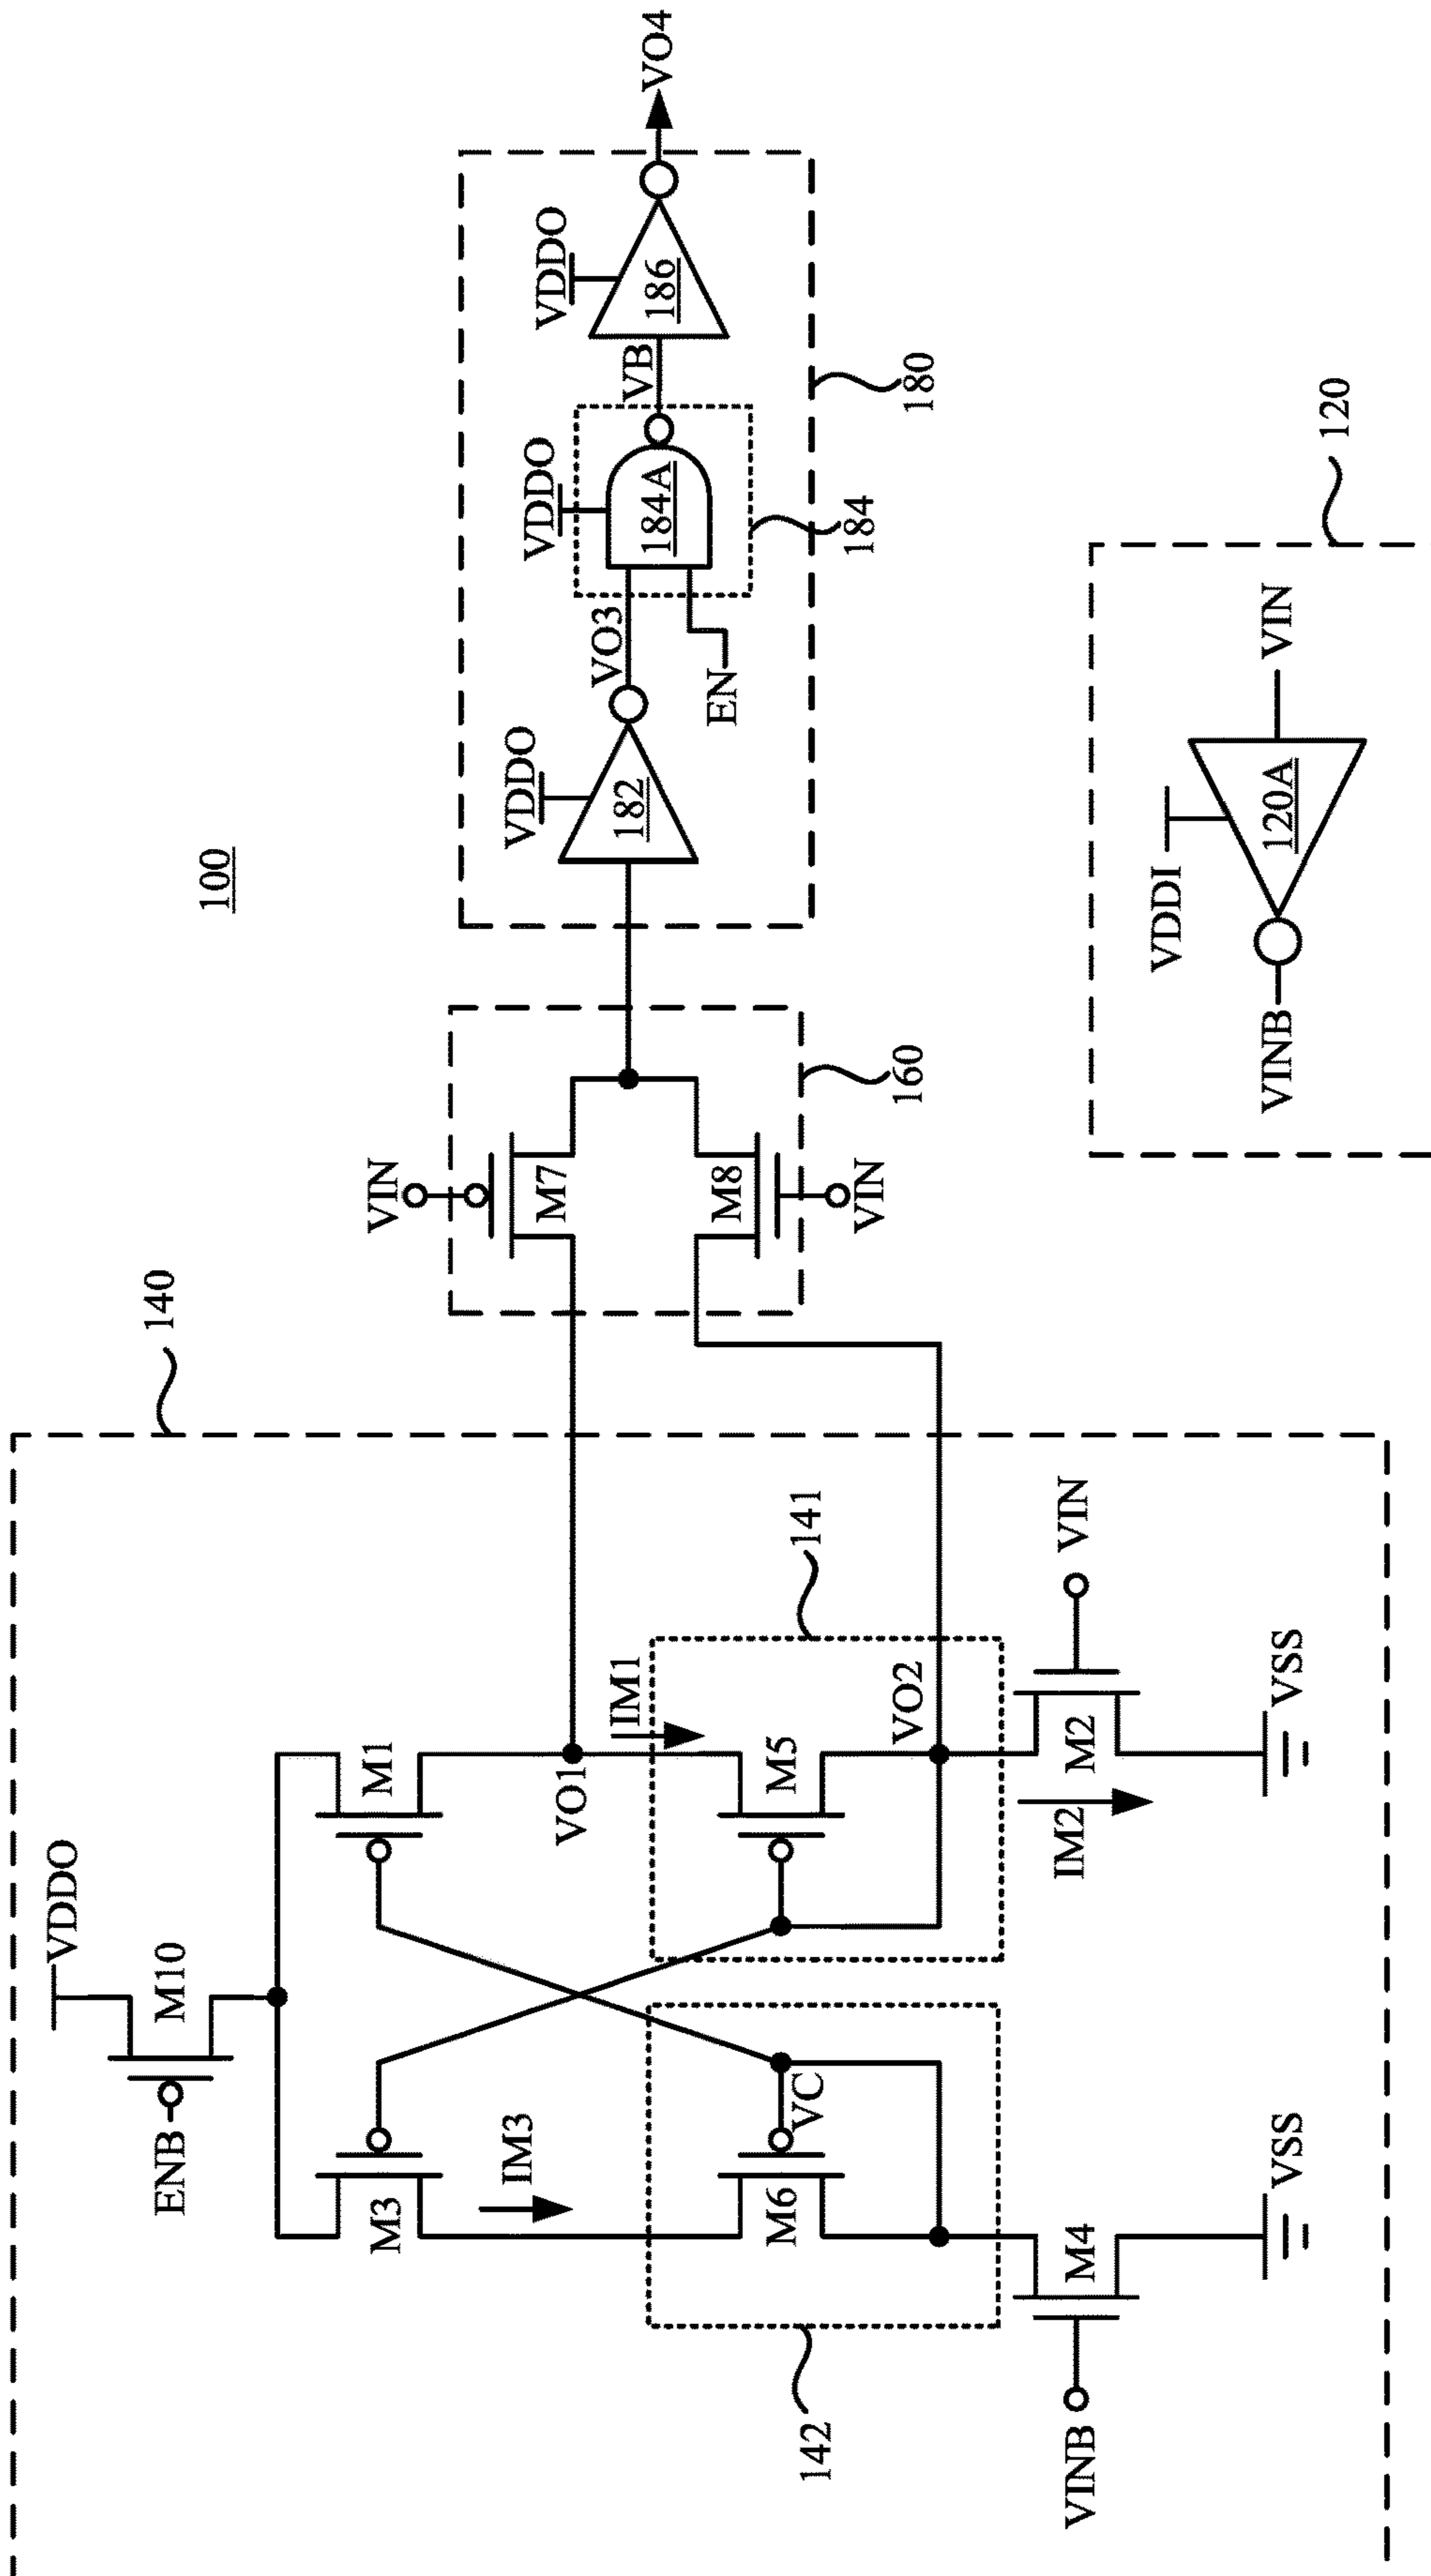 100
140
VDDO
ENB
M10
M3
M1
IM3
VO1
IM1
141
142
M6
VC
M5
VO2
VINB
M4
IM2
M2
VIN
VSS
VSS
VIN
M7
M8
VIN
160
VDDO
182
VO3
EN
VDDO
184A
184
VB
VDDO
186
VO4
180
120
VDDI
VINB
120A
VIN